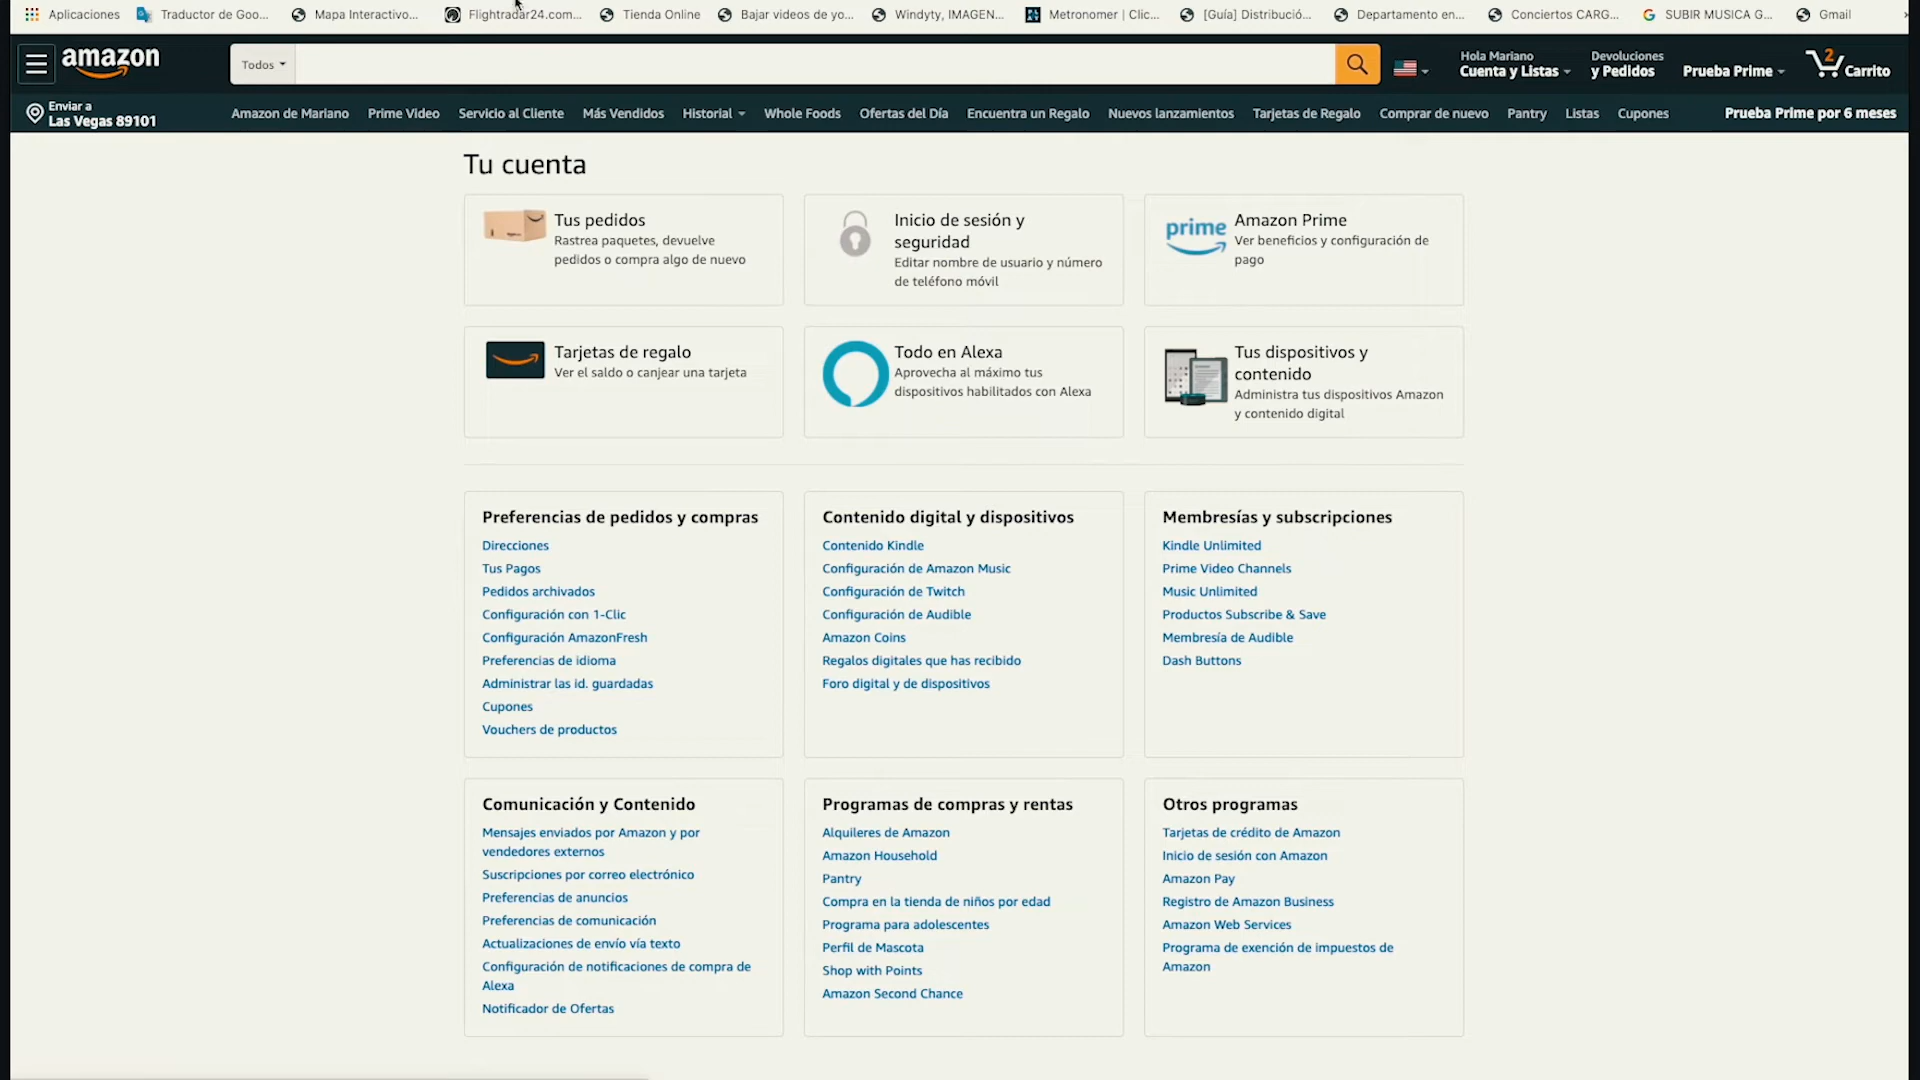 Aplicaciones
Traductor de Goo...
Mapa Interactivo...
Flightradar24.com...
Tienda Online
Bajar videos de yo...
Windyty, IMAGEN...
Metronomer | Clic...
[Guía] Distribució...
Departamento en...
Conciertos CARG...
SUBIR MUSICA G...
Gmail
amazon
Todos
Hola Mariano
Cuenta y Listas
Devoluciones
y Pedidos
Prueba Prime
2
Carrito
Enviar a
Las Vegas 89101
Amazon de Mariano
Prime Video
Servicio al Cliente
Más Vendidos
Historial
Whole Foods
Ofertas del Día
Encuentra un Regalo
Nuevos lanzamientos
Tarjetas de Regalo
Comprar de nuevo
Pantry
Listas
Cupones
Prueba Prime por 6 meses
Tu cuenta
Tus pedidos
Rastrea paquetes, devuelve
pedidos o compra algo de nuevo
Inicio de sesión y
seguridad
Editar nombre de usuario y número
de teléfono móvil
prime
Amazon Prime
Ver beneficios y configuración de
pago
Tarjetas de regalo
Ver el saldo o canjear una tarjeta
Todo en Alexa
Aprovecha al máximo tus
dispositivos habilitados con Alexa
Tus dispositivos y
contenido
Administra tus dispositivos Amazon
y contenido digital
Preferencias de pedidos y compras
Direcciones
Tus Pagos
Pedidos archivados
Configuración con 1-Clic
Configuración AmazonFresh
Preferencias de idioma
Administrar las id. guardadas
Cupones
Vouchers de productos
Contenido digital y dispositivos
Contenido Kindle
Configuración de Amazon Music
Configuración de Twitch
Configuración de Audible
Amazon Coins
Regalos digitales que has recibido
Foro digital y de dispositivos
Membresías y subscripciones
Kindle Unlimited
Prime Video Channels
Music Unlimited
Productos Subscribe & Save
Membresía de Audible
Dash Buttons
Comunicación y Contenido
Mensajes enviados por Amazon y por
vendedores externos
Suscripciones por correo electrónico
Preferencias de anuncios
Preferencias de comunicación
Actualizaciones de envío vía texto
Configuración de notificaciones de compra de
Alexa
Notificador de Ofertas
Programas de compras y rentas
Alquileres de Amazon
Amazon Household
Pantry
Compra en la tienda de niños por edad
Programa para adolescentes
Perfil de Mascota
Shop with Points
Amazon Second Chance
Otros programas
Tarjetas de crédito de Amazon
Inicio de sesión con Amazon
Amazon Pay
Registro de Amazon Business
Amazon Web Services
Programa de exención de impuestos de
Amazon